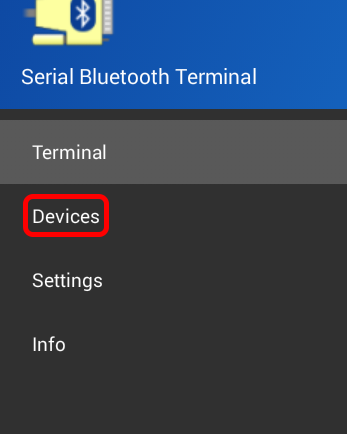 Serial Bluetooth Terminal
Terminal
Devices
Settings
Info